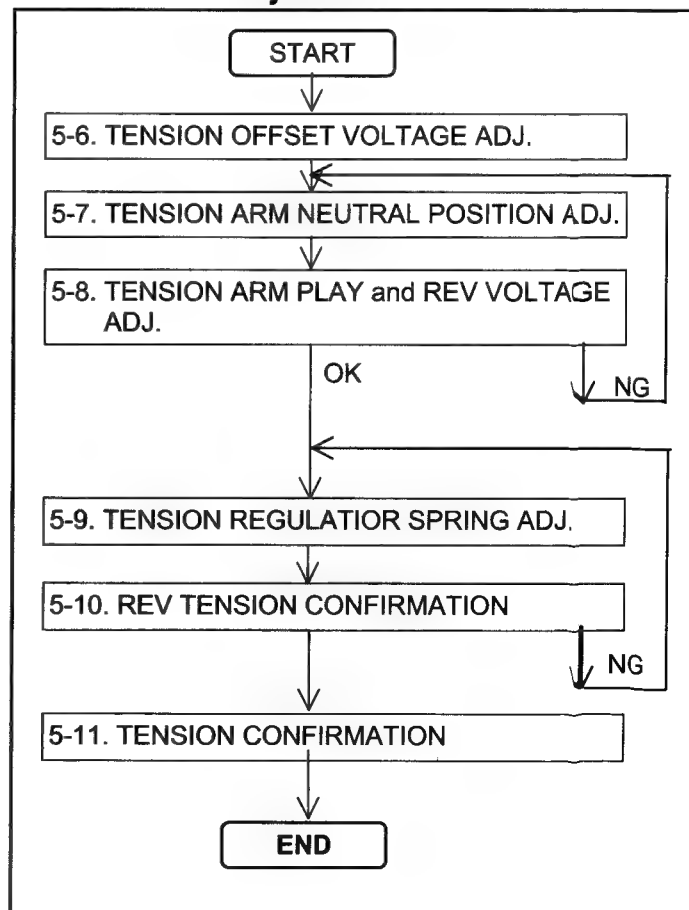 START
5-6. TENSION OFFSET VOLTAGE ADJ.
5-7. TENSION ARM NEUTRAL POSITION ADJ.
5-8. TENSION ARM PLAY and REV VOLTAGE
ADJ.
OK
NG
5-9. TENSION REGULATIOR SPRING ADJ.
5-10. REV TENSION CONFIRMATION
NG
5-11. TENSION CONFIRMATION
END